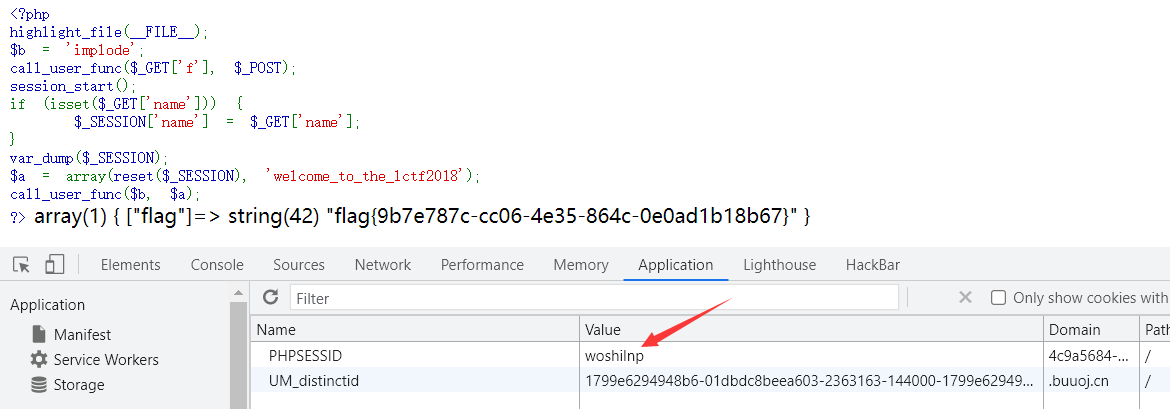 <?php
highlight_file(__FILE__);
$b = 'implode';
call_user_func($_GET['f'], $_POST);
session_start();
if (isset($_GET['name'])) {
$_SESSION['name'] = $_GET['name'];
}
var_dump($_SESSION);
$a = array(reset($_SESSION), 'welcome_to_the_lctf2018');
call_user_func($b, $a);
?> array(1) { ["flag"]=> string(42) "flag{9b7e787c-cc06-4e35-864c-0e0ad1b18b67}" }
Elements Console Sources Network Performance Memory Application Lighthouse HackBar
Application
Manifest
Service Workers
Storage
Filter
Only show cookies with
Name Value Domain Path
PHPSESSID woshilnp 4c9a5684-... /
UM_distinctid 1799e6294948b6-01dbdc8beea603-2363163-144000-1799e62949... .buuoj.cn /